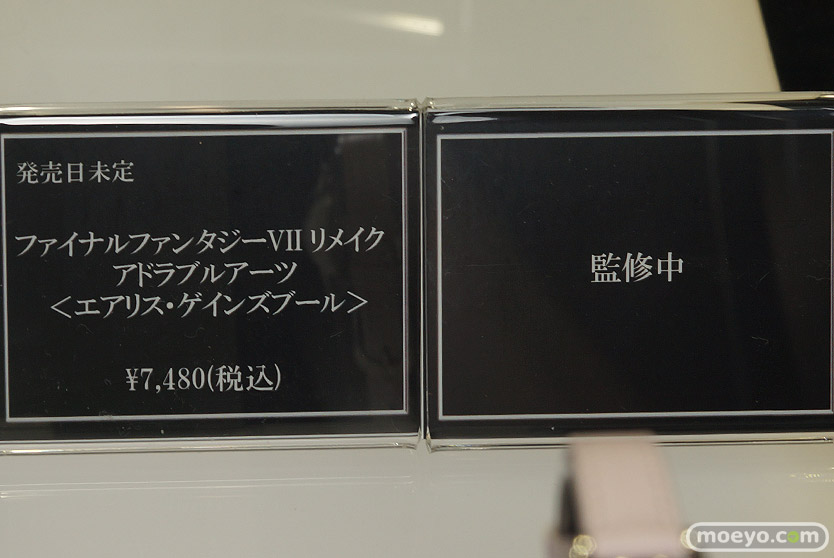 発売日未定
ファイナルファンタジーVII リメイク
アドラブルアーツ
＜エアリス・ゲインズブール＞
¥7,480(税込)
監修中
moeyo.com